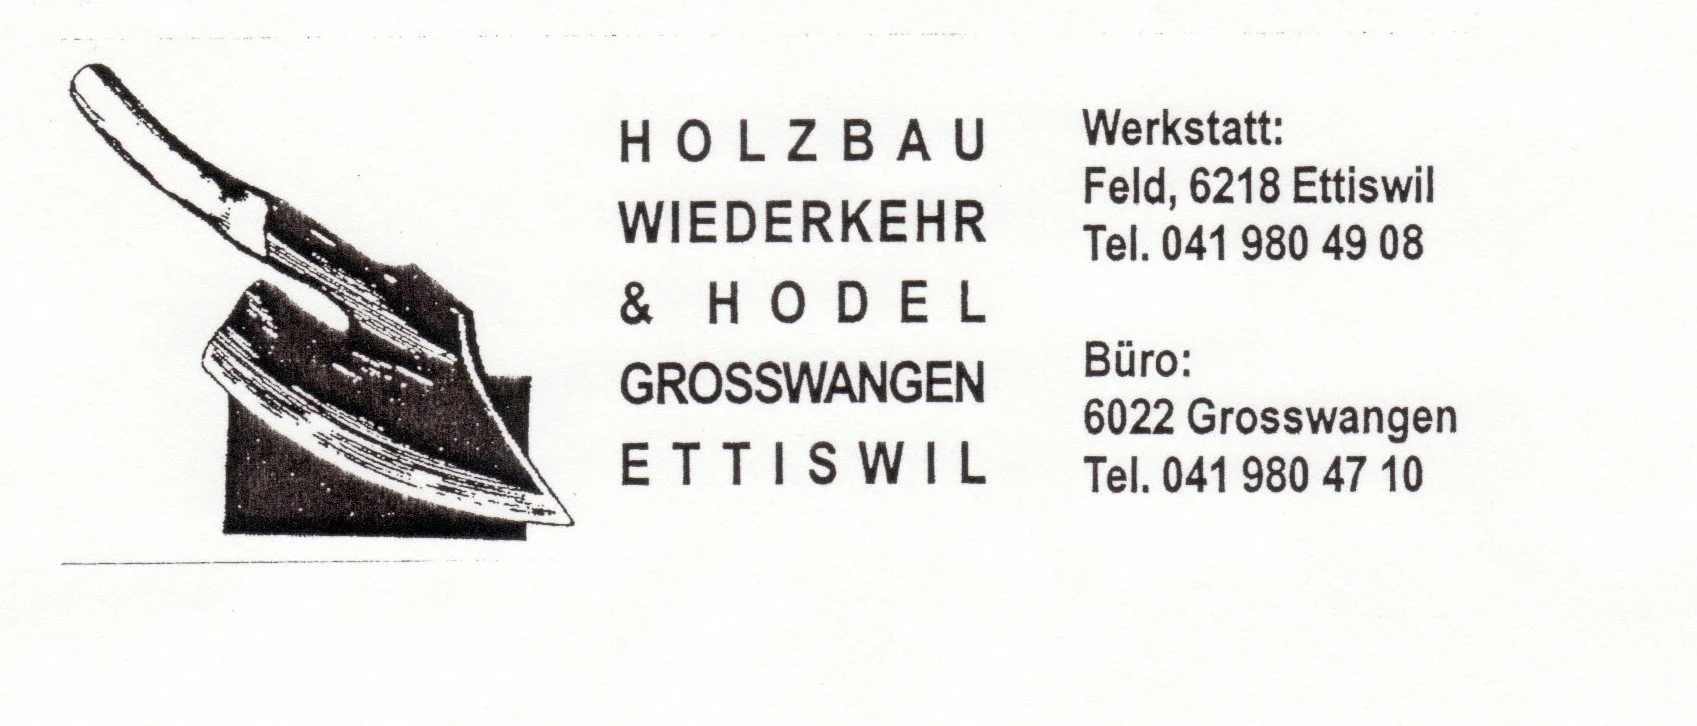 HOLZBAU
WIEDERKEHR
& HODEL
GROSSWANGEN
ETTISWIL
Werkstatt:
Feld, 6218 Ettiswil
Tel. 041 980 49 08
Büro:
6022 Grosswangen
Tel. 041 980 47 10